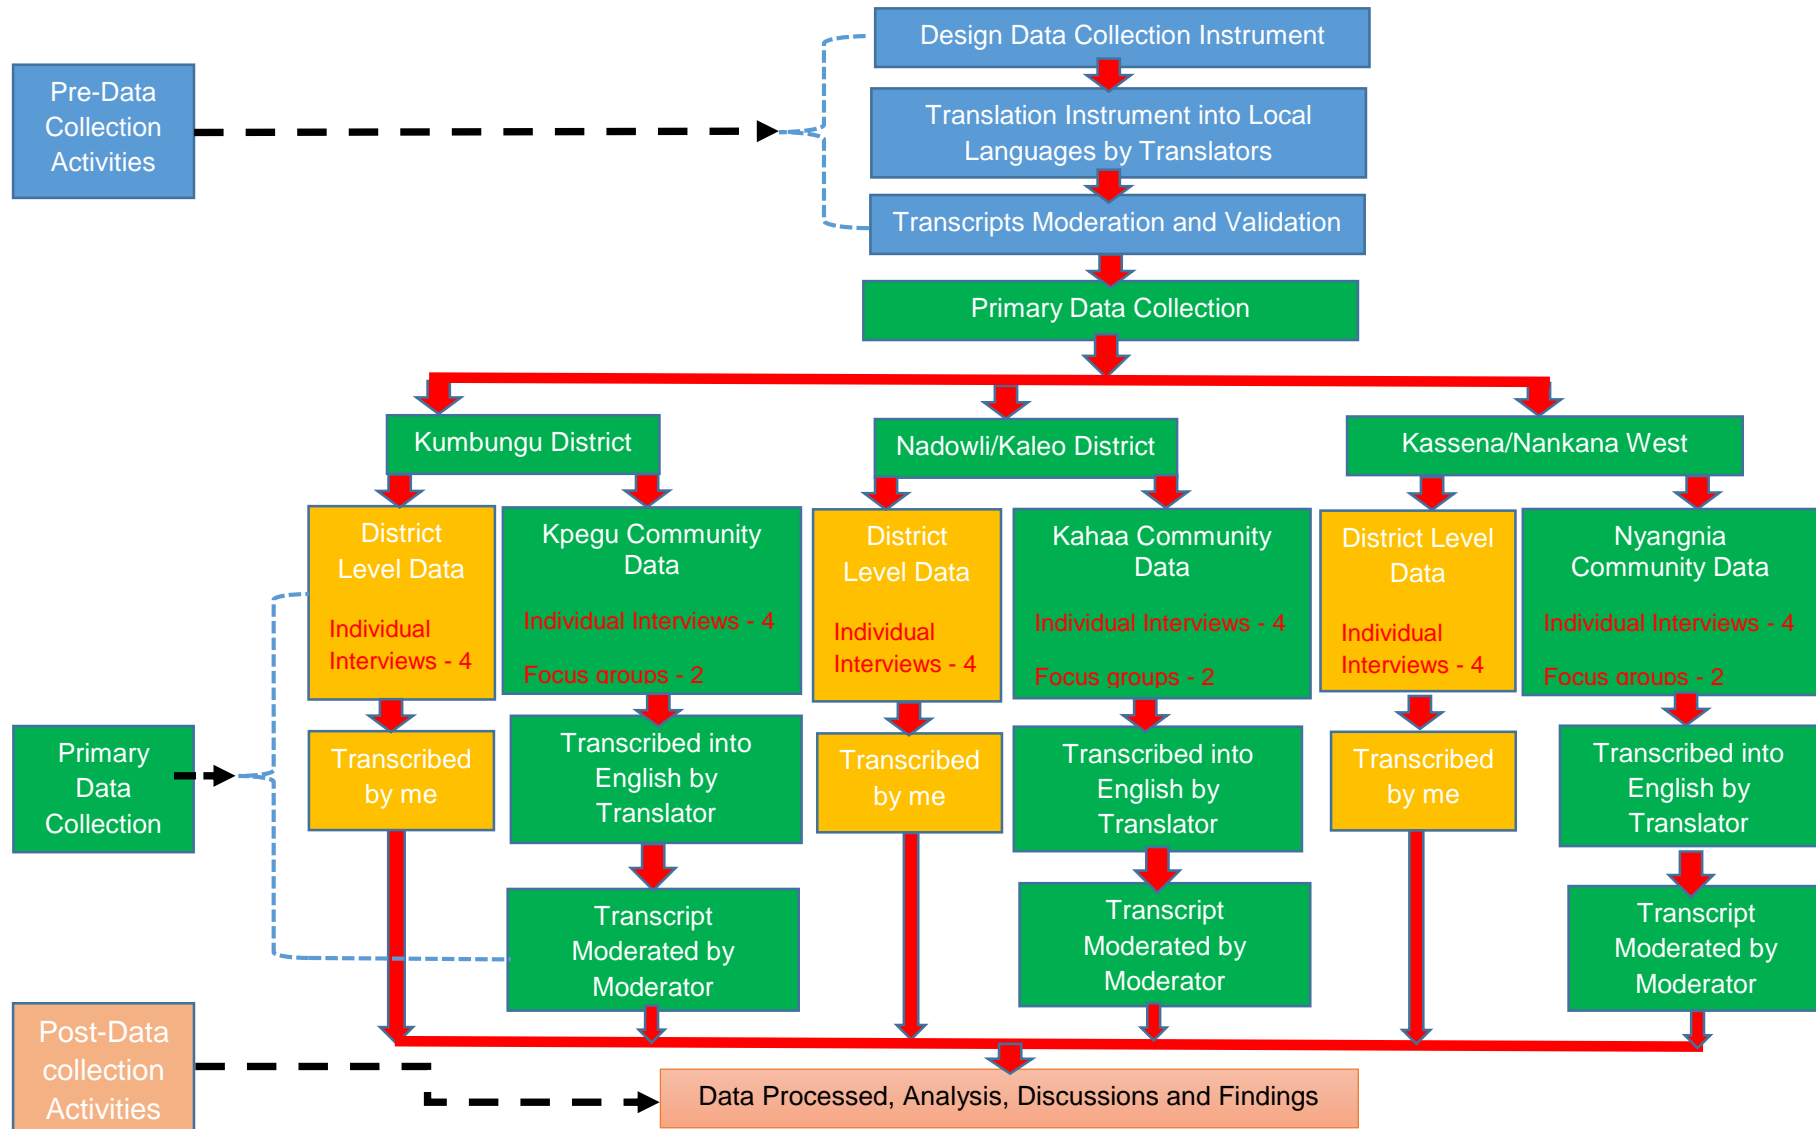 Design Data Collection Instrument
Pre-Data
Collection
Activities
Translation Instrument into Local
Languages by Translators
Transcripts Moderation and Validation
Primary Data Collection
Kumbungu District
Nadowli/Kaleo District
Kassena/Nankana West
District
Level Data
Individual
Interviews - 4
Kpegu Community
Data
Individual Interviews - 4
Focus groups - 2
District
Level Data
Individual
Interviews - 4
Kahaa Community
Data
Individual Interviews - 4
Focus groups - 2
District Level
Data
Individual
Interviews - 4
Nyangnia
Community Data
Individual Interviews - 4
Focus groups - 2
Primary
Data
Collection
Transcribed
by me
Transcribed into
English by
Translator
Transcribed
by me
Transcribed into
English by
Translator
Transcribed
by me
Transcribed into
English by
Translator
Transcript
Moderated by
Moderator
Transcript
Moderated by
Moderator
Transcript
Moderated by
Moderator
Post-Data
collection
Activities
Data Processed, Analysis, Discussions and Findings